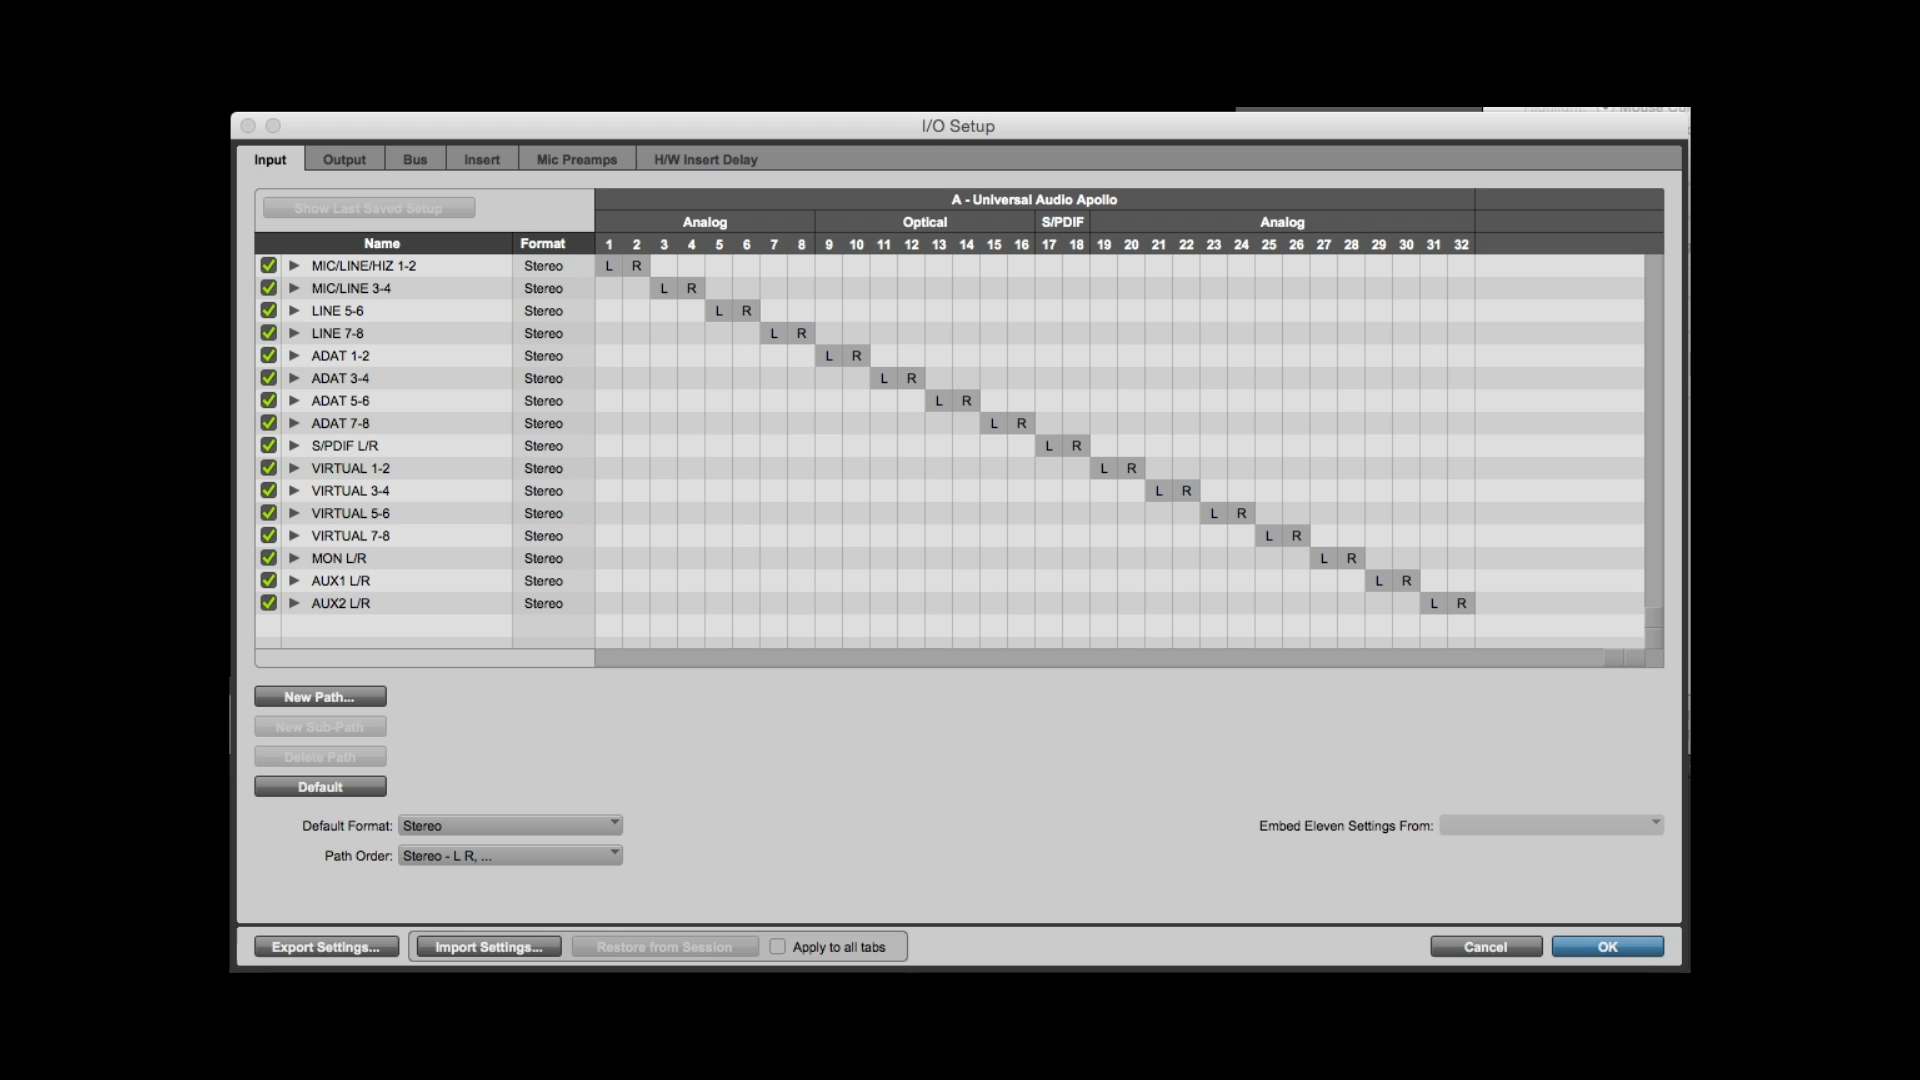 I/O Setup
Input Output Bus Insert Mic Preamps H/W Insert Delay
Show Last Saved Setup
A - Universal Audio Apollo
Analog Optical S/PDIF Analog
Name Format 1 2 3 4 5 6 7 8 9 10 11 12 13 14 15 16 17 18 19 20 21 22 23 24 25 26 27 28 29 30 31 32
MIC/LINE/HIZ 1-2 Stereo L R
MIC/LINE 3-4 Stereo L R
LINE 5-6 Stereo L R
LINE 7-8 Stereo L R
ADAT 1-2 Stereo L R
ADAT 3-4 Stereo L R
ADAT 5-6 Stereo L R
ADAT 7-8 Stereo L R
S/PDIF L/R Stereo L R
VIRTUAL 1-2 Stereo L R
VIRTUAL 3-4 Stereo L R
VIRTUAL 5-6 Stereo L R
VIRTUAL 7-8 Stereo L R
MON L/R Stereo L R
AUX1 L/R Stereo L R
AUX2 L/R Stereo L R
New Path...
New Sub-Path
Delete Path
Default
Default Format: Stereo Embed Eleven Settings From:
Path Order: Stereo - L R, ...
Export Settings... Import Settings... Restore from Session Apply to all tabs Cancel OK